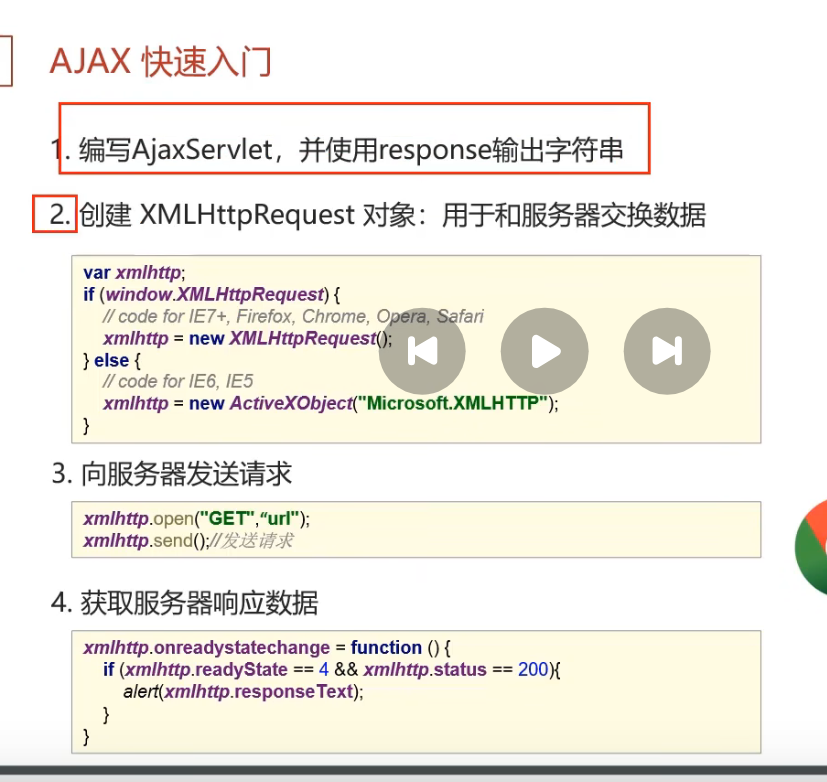 AJAX 快速入门
1. 编写AjaxServlet，并使用response输出字符串
2. 创建 XMLHttpRequest 对象：用于和服务器交换数据
var xmlhttp;
if (window.XMLHttpRequest) {
// code for IE7+, Firefox, Chrome, Opera, Safari
xmlhttp = new XMLHttpRequest();
} else {
// code for IE6, IE5
xmlhttp = new ActiveXObject("Microsoft.XMLHTTP");
}
3. 向服务器发送请求
xmlhttp.open("GET",“url");
xmlhttp.send();//发送请求
4. 获取服务器响应数据
xmlhttp.onreadystatechange = function () {
if (xmlhttp.readyState == 4 && xmlhttp.status == 200){
alert(xmlhttp.responseText);
}
}